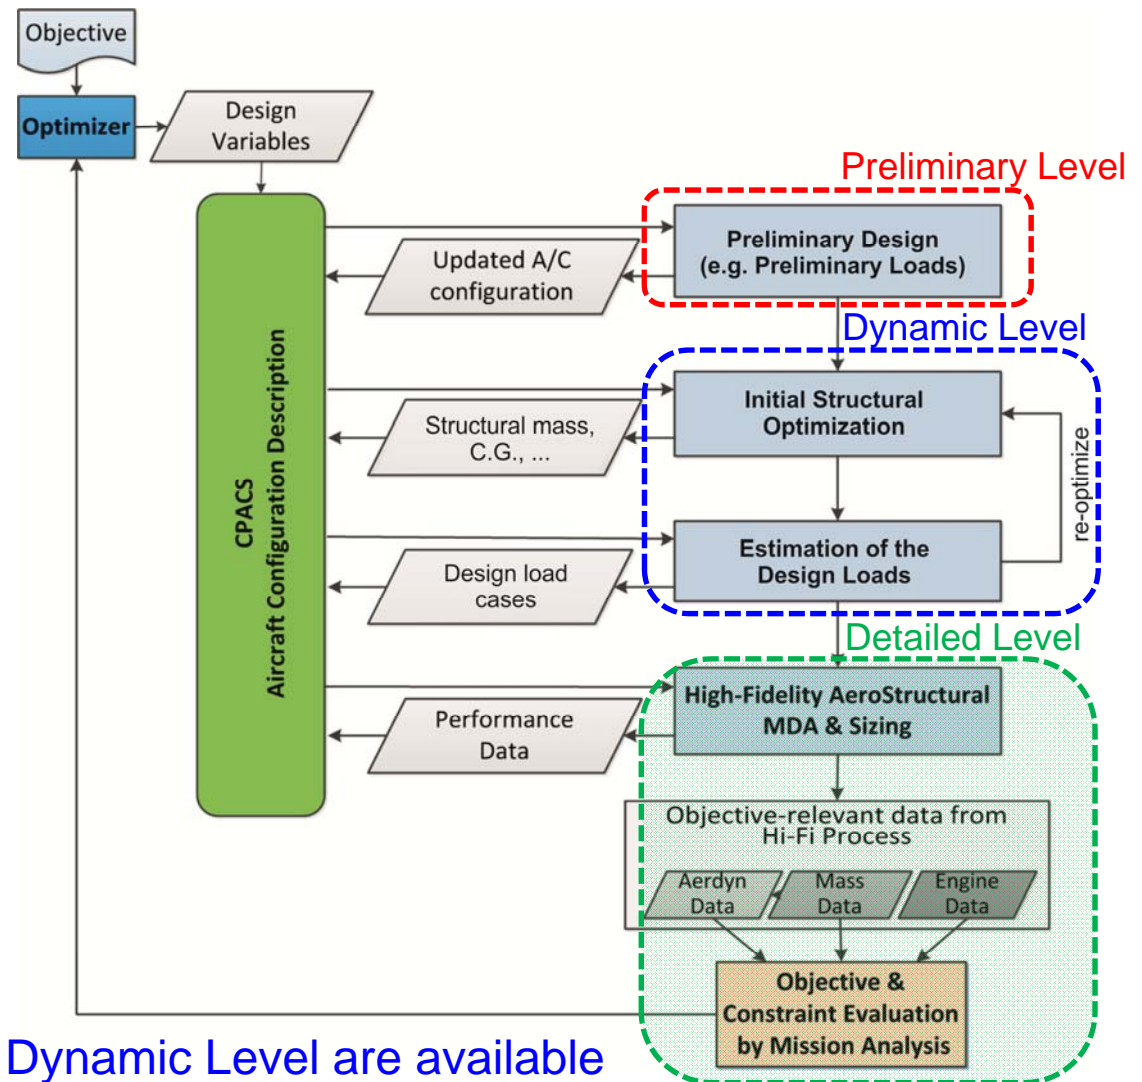 Objective
Optimizer
Design
Variables
Preliminary Level
Preliminary Design
(e.g. Preliminary Loads)
Updated A/C
configuration
Dynamic Level
CPACS
Aircraft Configuration Description
Initial Structural
Optimization
Structural mass,
C.G., ...
re-optimize
Estimation of the
Design Loads
Design load
cases
Detailed Level
High-Fidelity AeroStructural
MDA & Sizing
Performance
Data
Objective-relevant data from
Hi-Fi Process
Aerdyn
Data
Mass
Data
Engine
Data
Objective &
Constraint Evaluation
by Mission Analysis
Dynamic Level are available